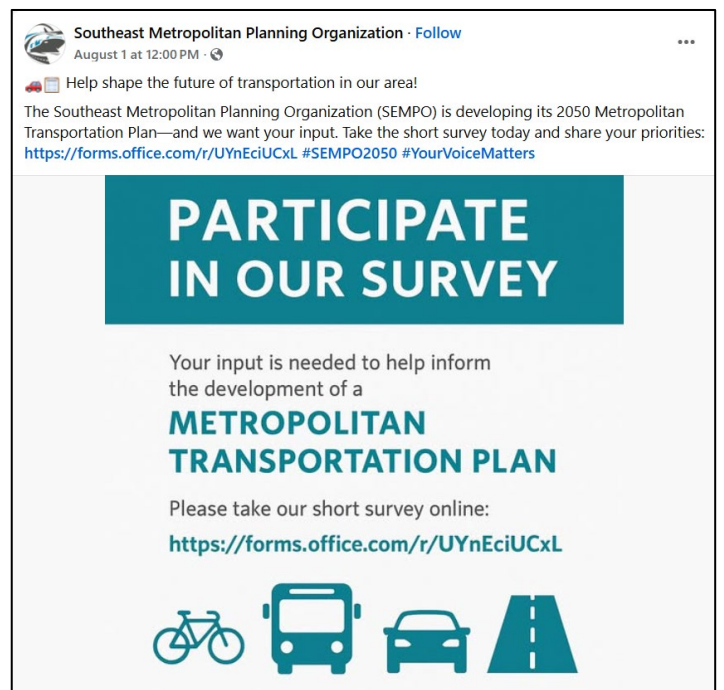 Southeast Metropolitan Planning Organization · Follow
August 1 at 12:00 PM ·
🚗📋 Help shape the future of transportation in our area!
The Southeast Metropolitan Planning Organization (SEMPO) is developing its 2050 Metropolitan
Transportation Plan—and we want your input. Take the short survey today and share your priorities:
https://forms.office.com/r/UYnEciUCxL #SEMPO2050 #YourVoiceMatters
PARTICIPATE
IN OUR SURVEY
Your input is needed to help inform
the development of a
METROPOLITAN
TRANSPORTATION PLAN
Please take our short survey online:
https://forms.office.com/r/UYnEciUCxL